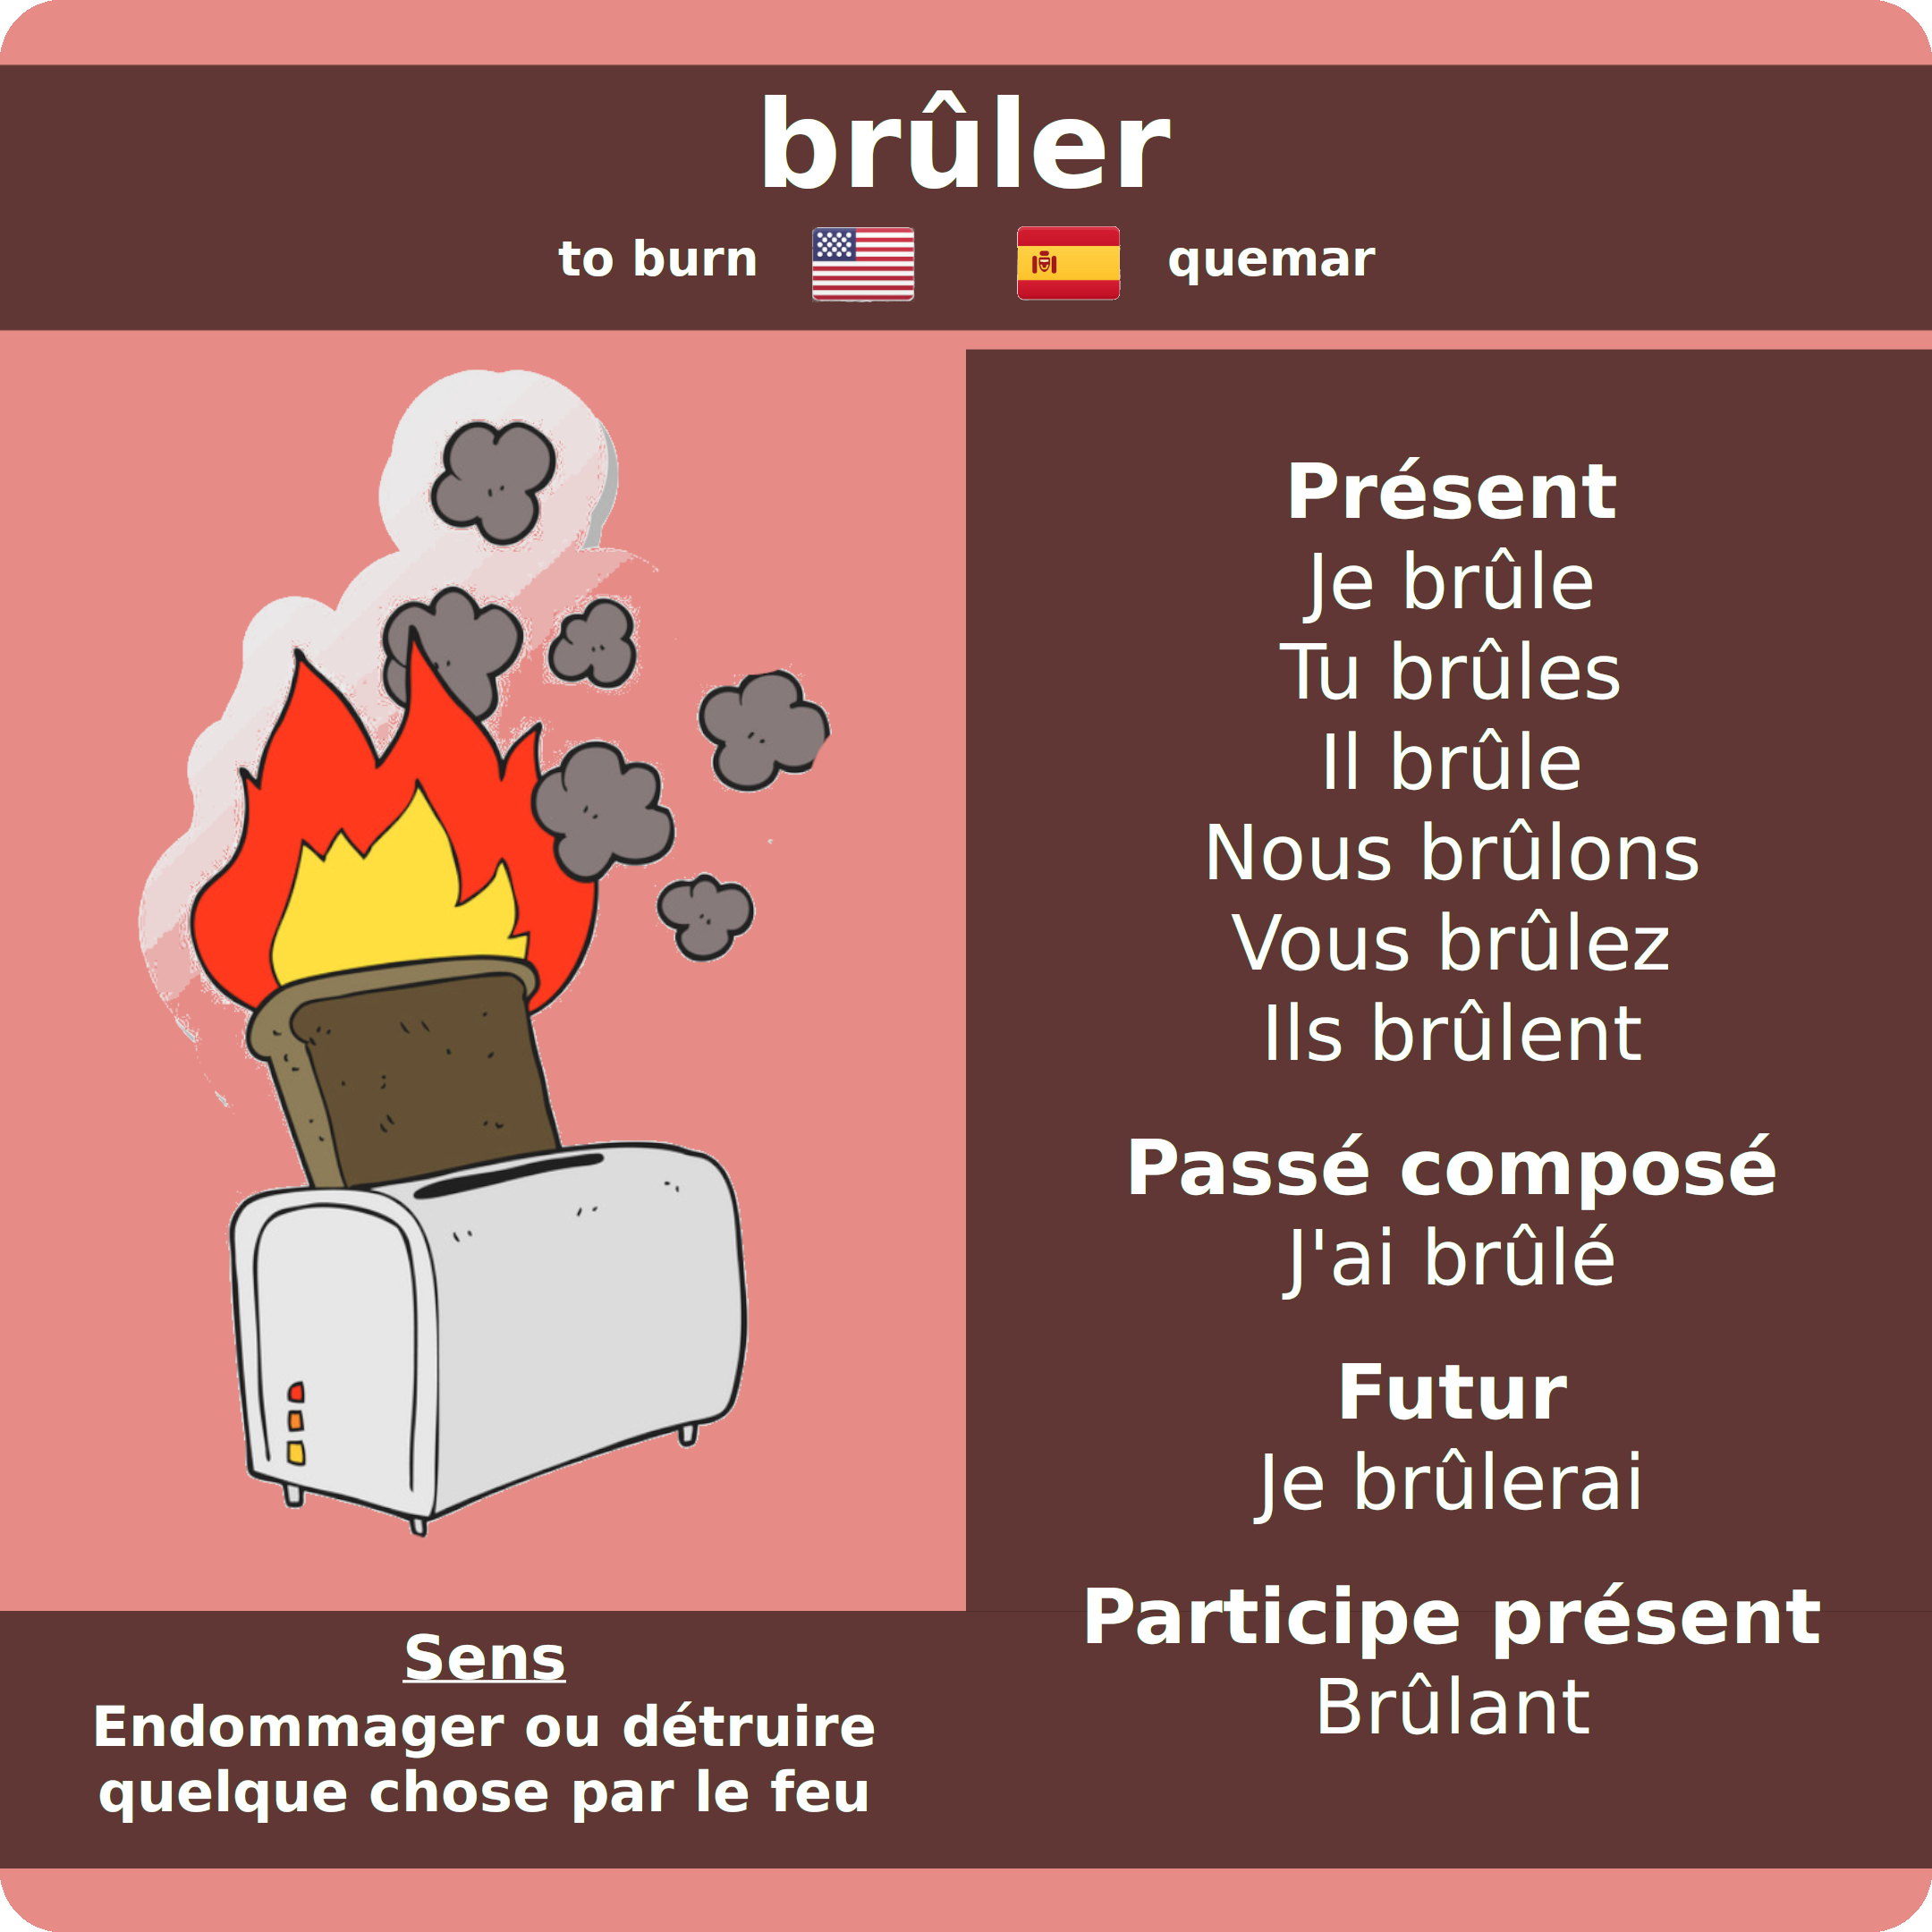 brûler
to burn quemar
Présent
Je brûle
Tu brûles
Il brûle
Nous brûlons
Vous brûlez
Ils brûlent
Passé composé
J'ai brûlé
Futur
Je brûlerai
Participe présent
Brûlant
Sens
Endommager ou détruire
quelque chose par le feu